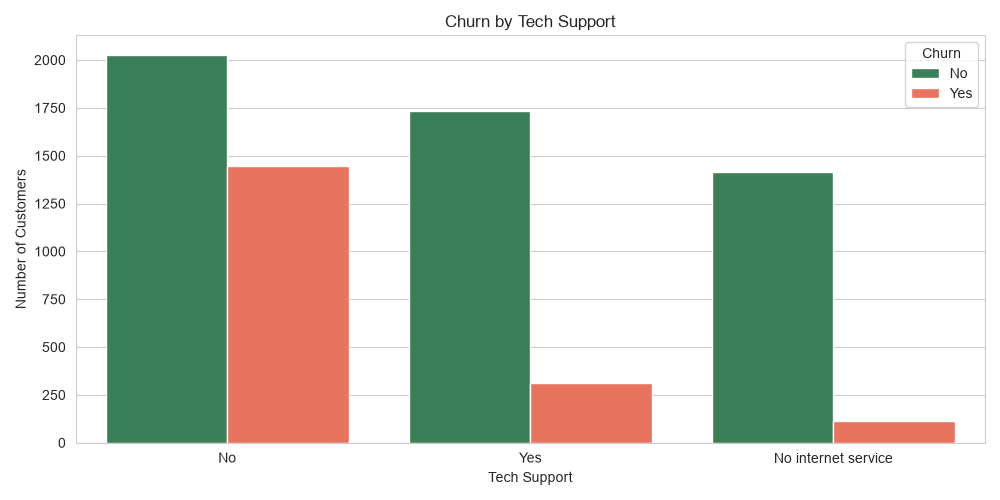 Churn by Tech Support
Churn
No
Yes
Number of Customers
2000
1750
1500
1250
1000
750
500
250
0
No
Yes
No internet service
Tech Support